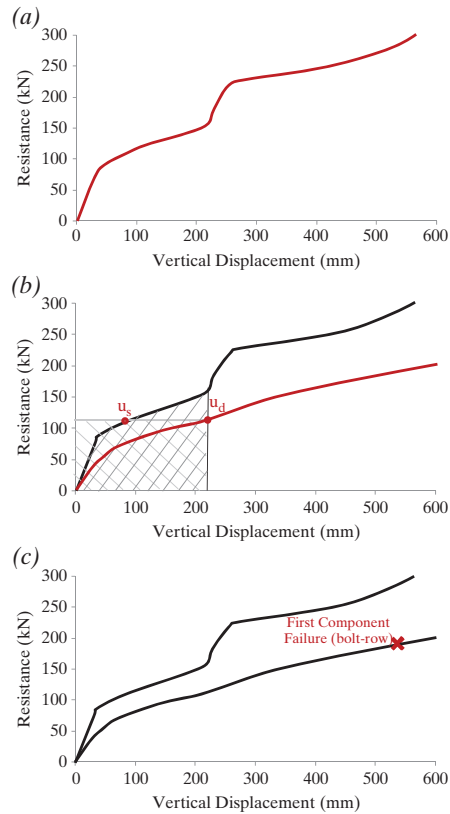 (a)
300
250
200
150
100
50
0
Resistance (kN)
0 100 200 300 400 500 600
Vertical Displacement (mm)
(b)
300
250
200
150
100
50
0
Resistance (kN)
u_s
u_d
0 100 200 300 400 500 600
Vertical Displacement (mm)
(c)
300
250
200
150
100
50
0
Resistance (kN)
First Component
Failure (bolt-row)
0 100 200 300 400 500 600
Vertical Displacement (mm)